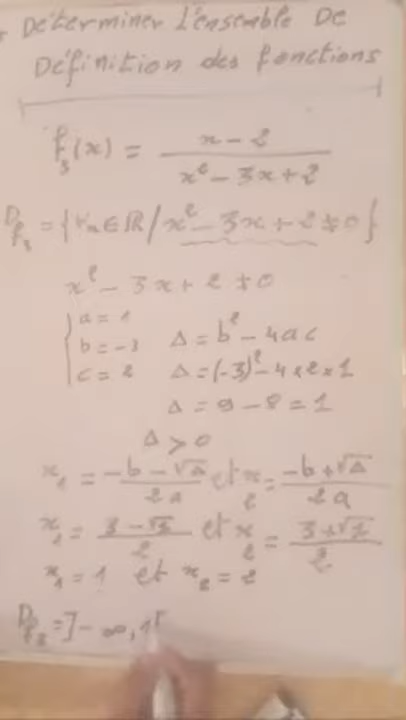 Déterminer l'ensemble De
Définition des fonctions
f₃(x) = (x - 2) / (x² - 3x + 2)
Df₃ = {∀x ∈ ℝ / x² - 3x + 2 ≠ 0}
x² - 3x + 2 ≠ 0
a = 1
b = -3 Δ = b² - 4ac
c = 2 Δ = (-3)² - 4×2×1
Δ = 9 - 8 = 1
Δ > 0
x₁ = (-b - √Δ) / 2a et x₂ = (-b + √Δ) / 2a
x₁ = (3 - √1) / 2 et x₂ = (3 + √1) / 2
x₁ = 1 et x₂ = 2
Df₃ = ]-∞, 1[